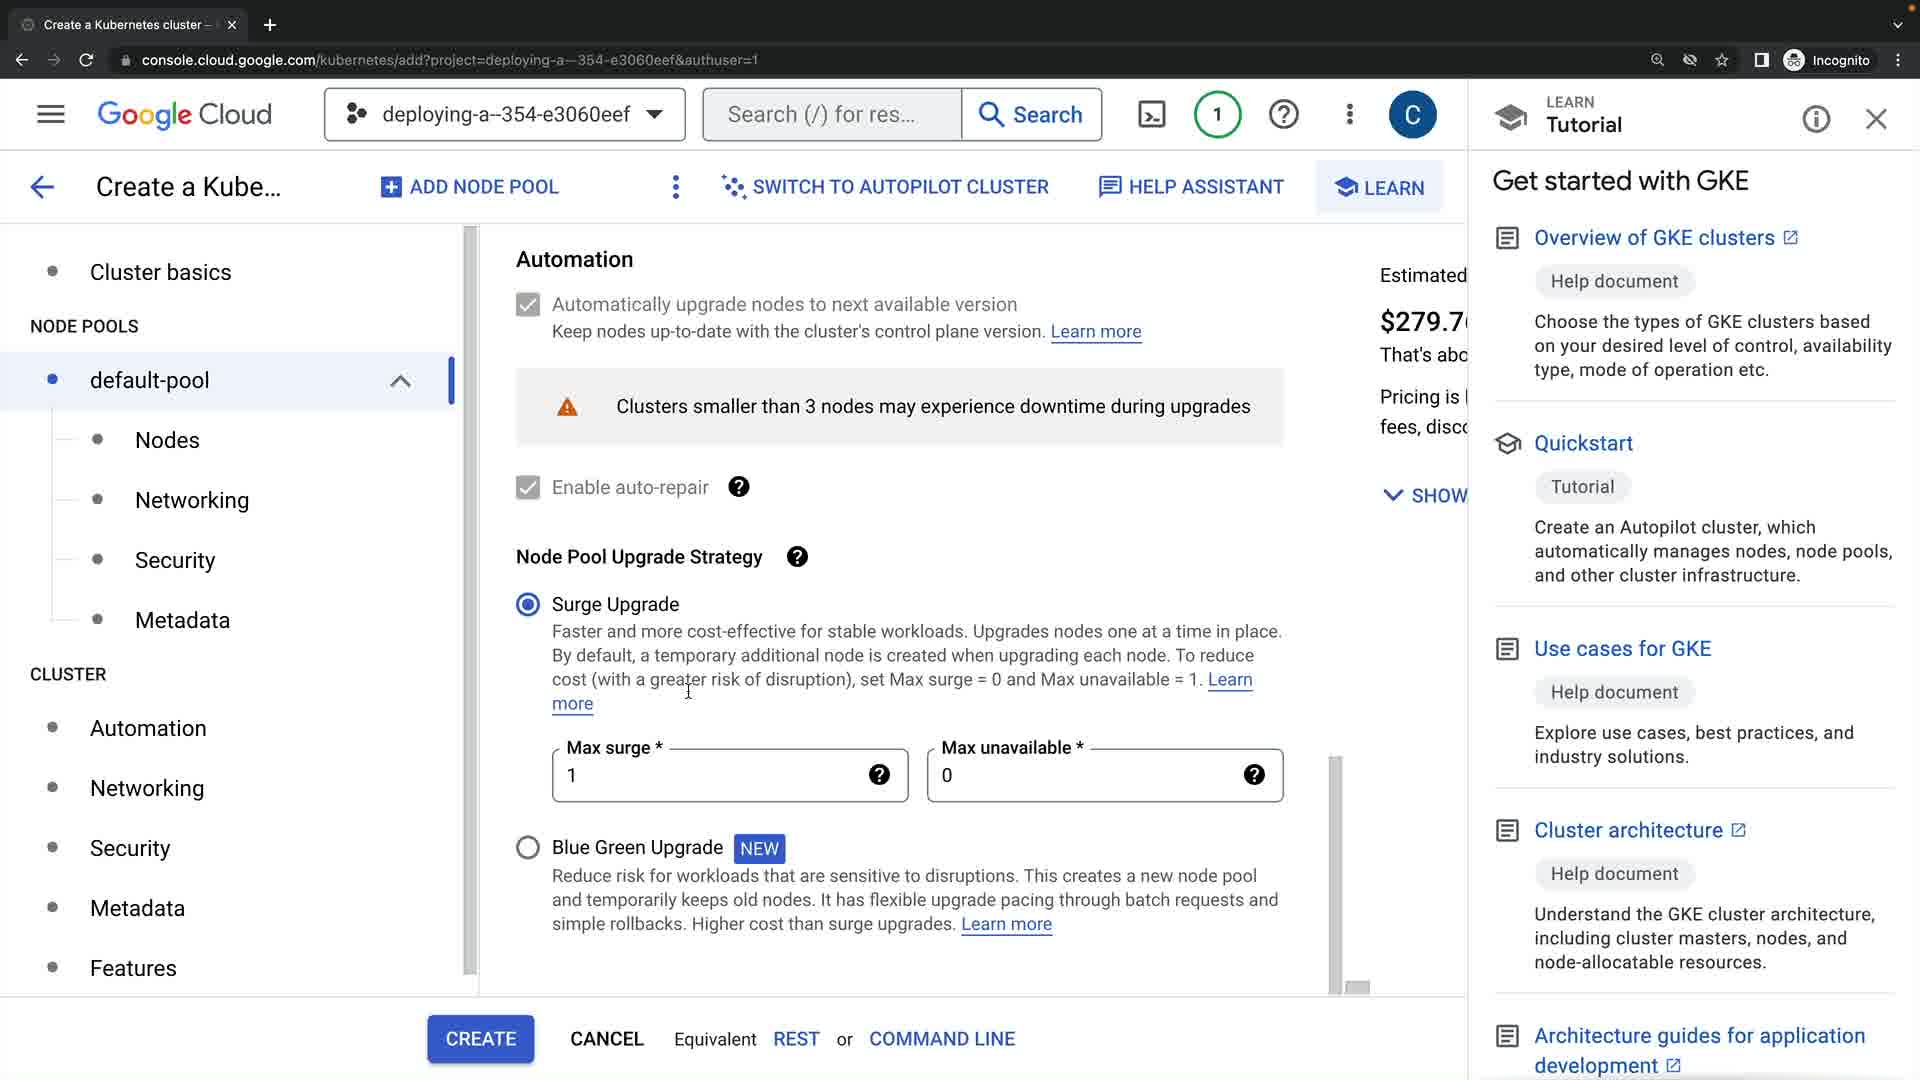 Create a Kubernetes cluster –
console.cloud.google.com/kubernetes/add?project=deploying-a--354-e3060eef&authuser=1
Incognito
Google Cloud
deploying-a--354-e3060eef
Search (/) for res...
Search
1
C
LEARN
Tutorial
Create a Kube...
ADD NODE POOL
SWITCH TO AUTOPILOT CLUSTER
HELP ASSISTANT
LEARN
Cluster basics
NODE POOLS
default-pool
Nodes
Networking
Security
Metadata
CLUSTER
Automation
Networking
Security
Metadata
Features
Automation
Automatically upgrade nodes to next available version
Keep nodes up-to-date with the cluster's control plane version. Learn more
Clusters smaller than 3 nodes may experience downtime during upgrades
Enable auto-repair
Node Pool Upgrade Strategy
Surge Upgrade
Faster and more cost-effective for stable workloads. Upgrades nodes one at a time in place.
By default, a temporary additional node is created when upgrading each node. To reduce
cost (with a greater risk of disruption), set Max surge = 0 and Max unavailable = 1. Learn
more
Max surge *
1
Max unavailable *
0
Blue Green Upgrade NEW
Reduce risk for workloads that are sensitive to disruptions. This creates a new node pool
and temporarily keeps old nodes. It has flexible upgrade pacing through batch requests and
simple rollbacks. Higher cost than surge upgrades. Learn more
Estimated
$279.7
That's abo
Pricing is
fees, disco
SHOW
CREATE
CANCEL
Equivalent REST or COMMAND LINE
Get started with GKE
Overview of GKE clusters
Help document
Choose the types of GKE clusters based
on your desired level of control, availability
type, mode of operation etc.
Quickstart
Tutorial
Create an Autopilot cluster, which
automatically manages nodes, node pools,
and other cluster infrastructure.
Use cases for GKE
Help document
Explore use cases, best practices, and
industry solutions.
Cluster architecture
Help document
Understand the GKE cluster architecture,
including cluster masters, nodes, and
node-allocatable resources.
Architecture guides for application
development